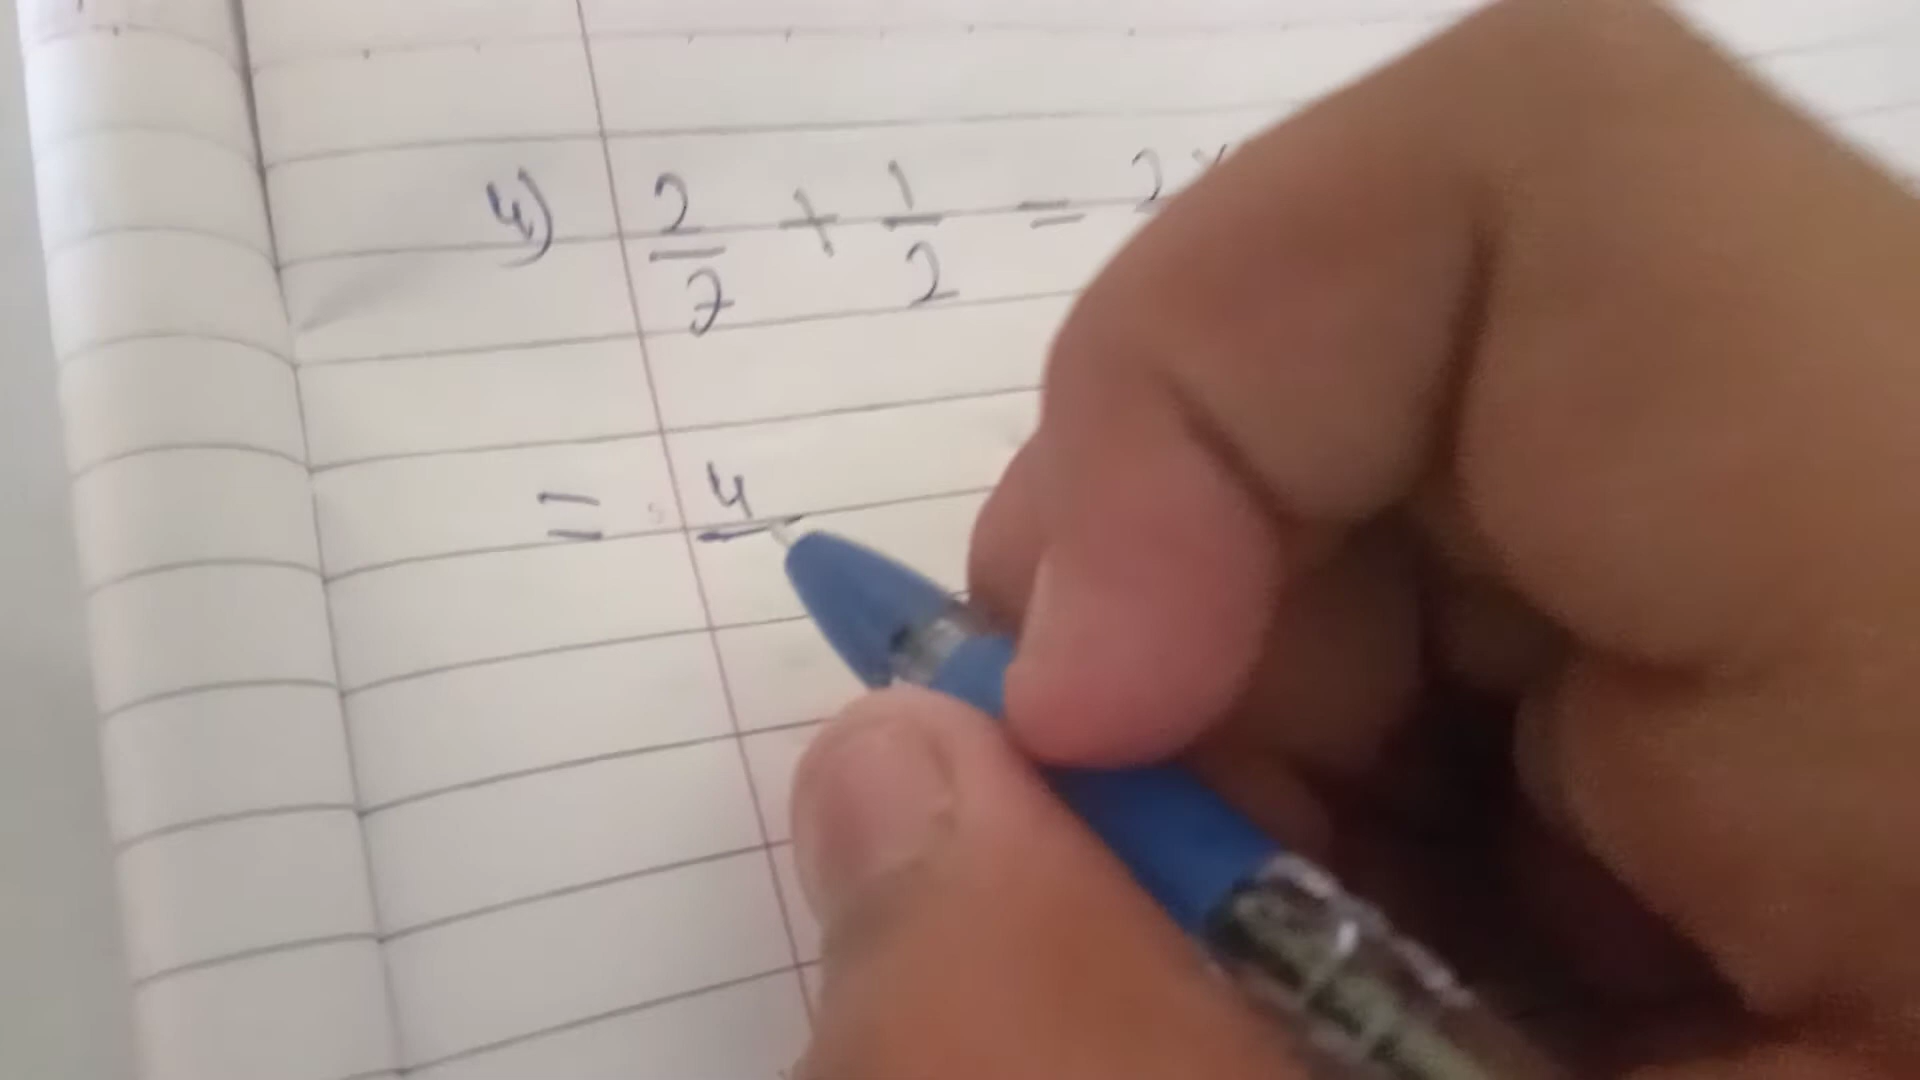 4) 2/7 + 1/2 = 2 ×
= 4